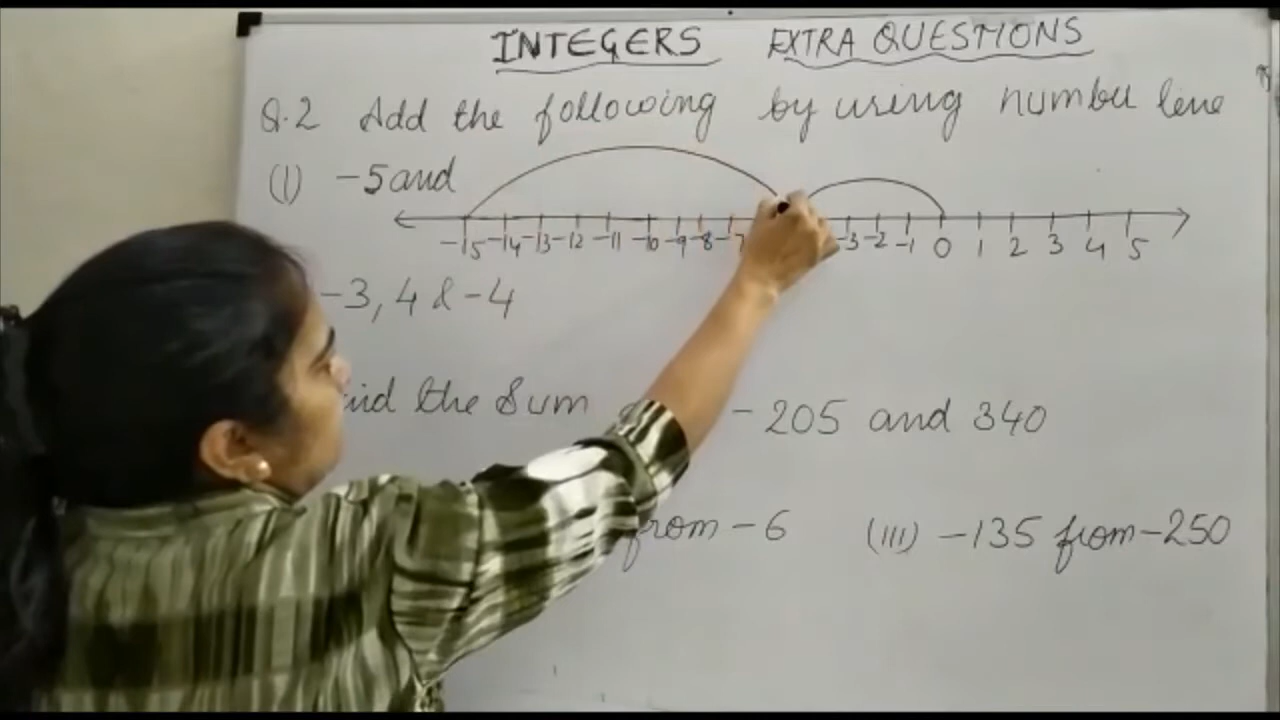 INTEGERS EXTRA QUESTIONS
Q.2 Add the following by using number line
(I) -5 and
-15 -14 -13 -12 -11 -10 -9 -8 -7 -3 -2 -1 0 1 2 3 4 5
-3, 4 & -4
the Sum -205 and 340
from -6 (III) -135 from -250